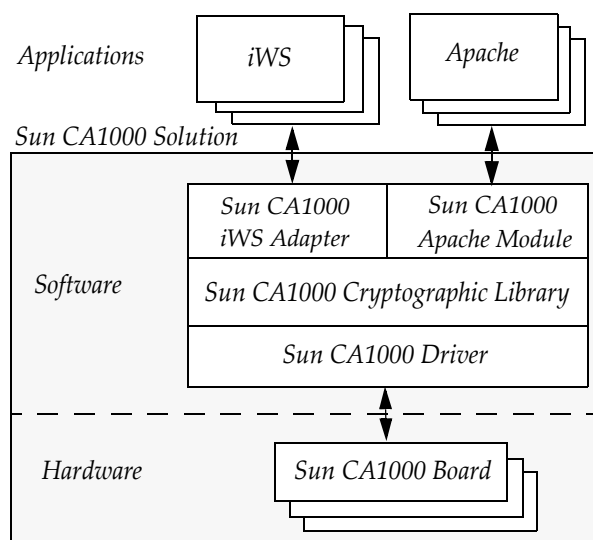 Applications
iWS
Apache
Sun CA1000 Solution
Sun CA1000
iWS Adapter
Sun CA1000
Apache Module
Software
Sun CA1000 Cryptographic Library
Sun CA1000 Driver
Hardware
Sun CA1000 Board